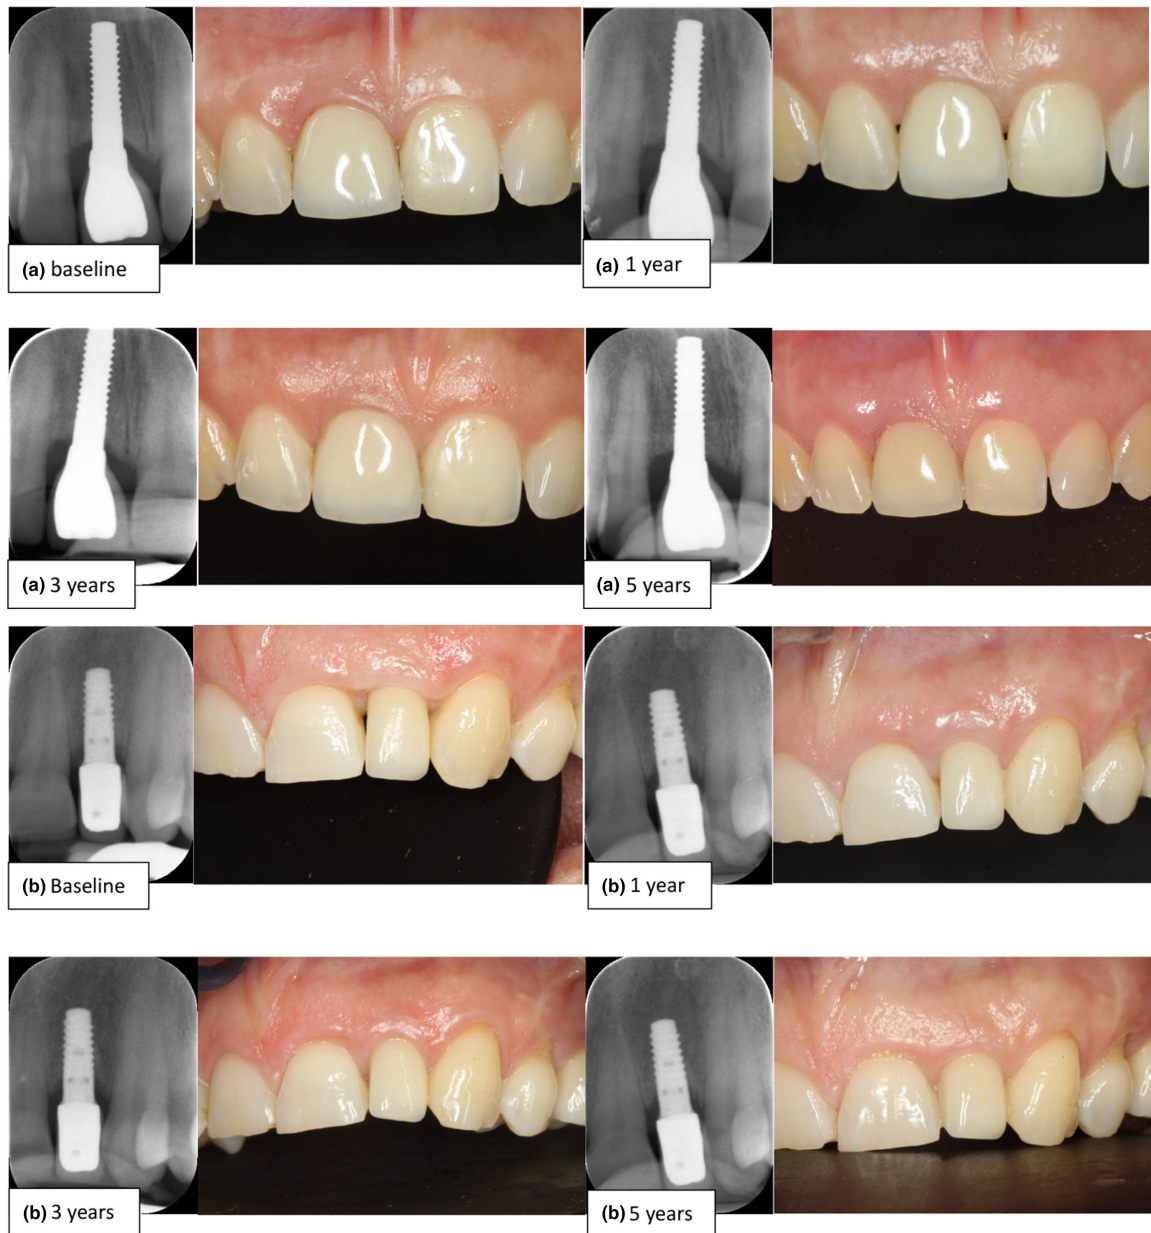 (a) baseline
(a) 1 year
(a) 3 years
(a) 5 years
(b) Baseline
(b) 1 year
(b) 3 years
(b) 5 years